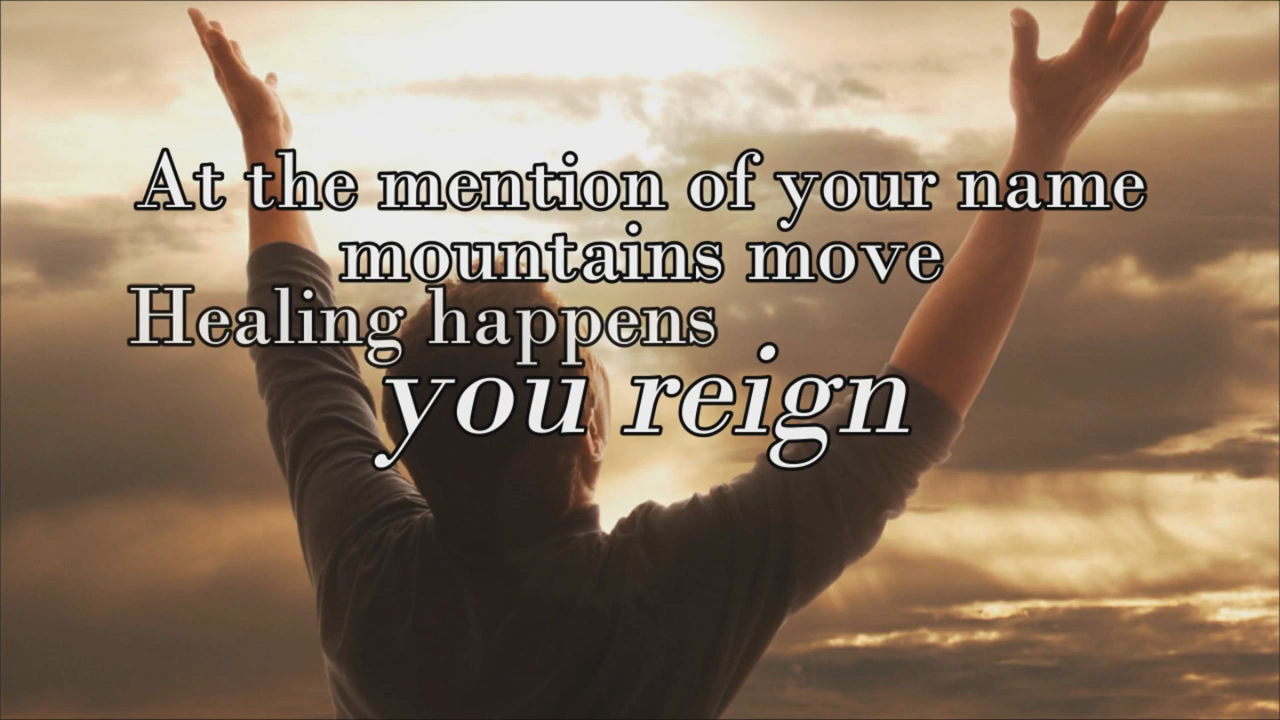 At the mention of your name
mountains move
Healing happens
you reign